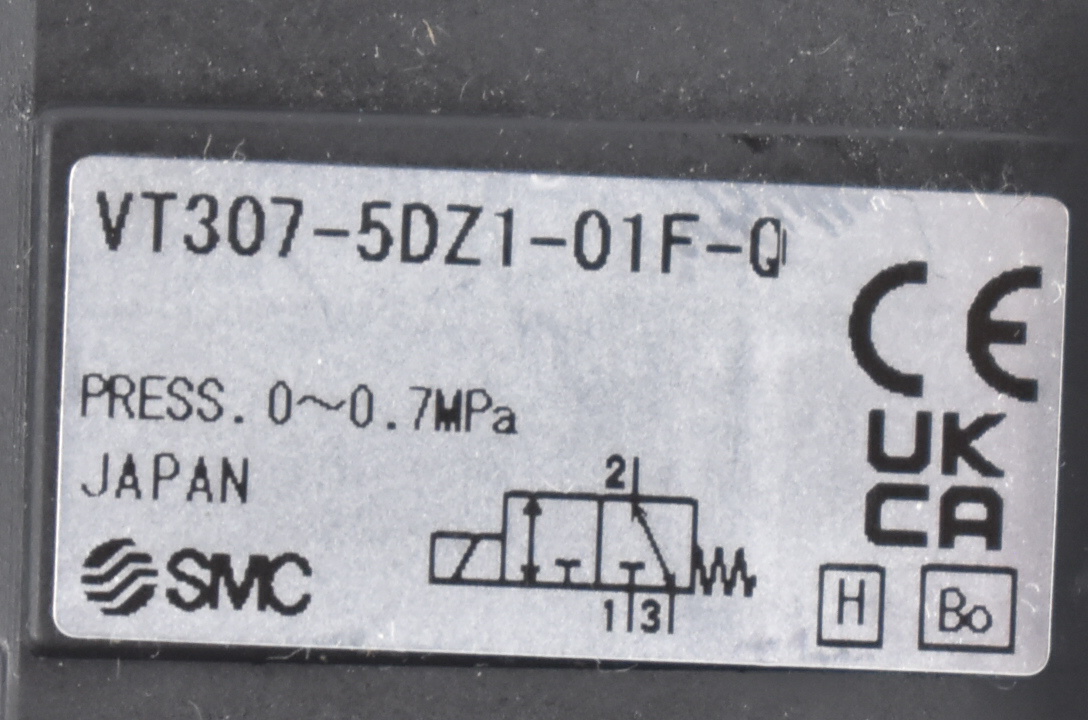 VT307-5DZ1-01F-Q
CE
PRESS. 0～0.7MPa
UK
CA
JAPAN
2
SMC
1 3
H Bo